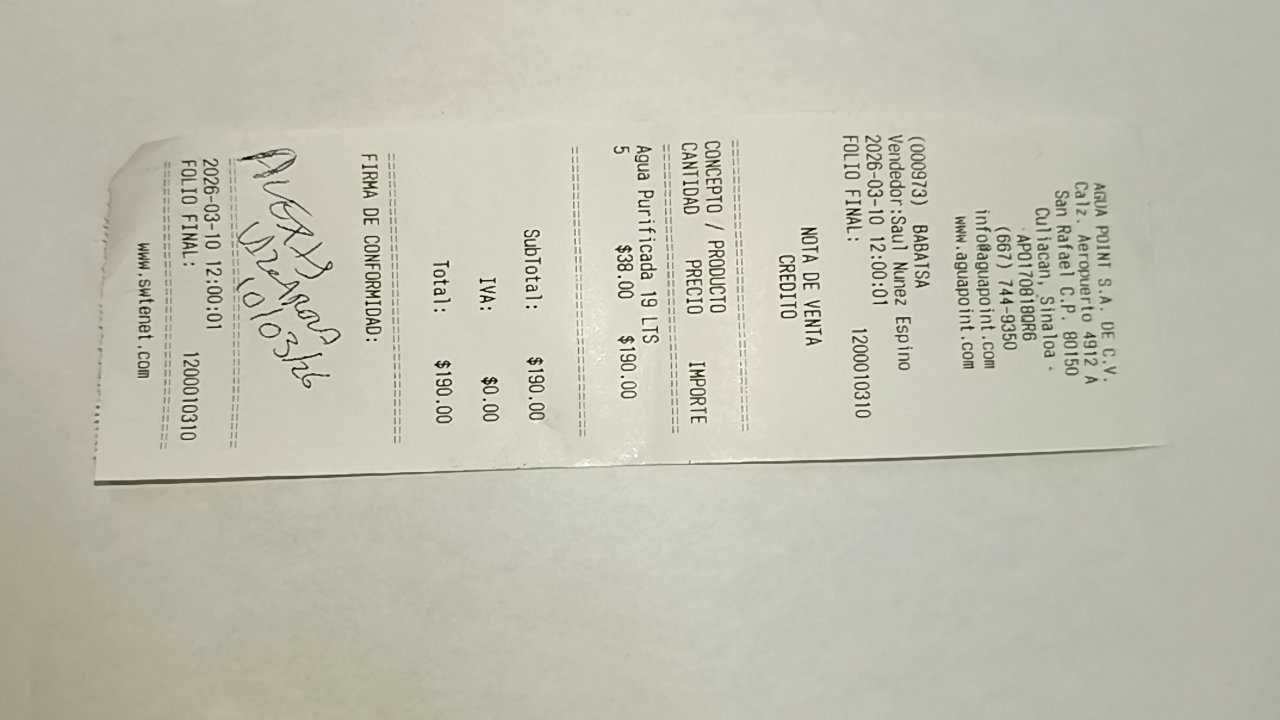 AGUA POINT S.A. DE C.V.
Calz. Aeropuerto 4912 A
San Rafael C.P. 80150
Culiacan, Sinaloa.
APO170818QR6
(667) 744-9350
info@aguapoint.com
www.aguapoint.com
(000973) BABATSA
Vendedor:Saul Nunez Espino
2026-03-10 12:00:01
FOLIO FINAL: 1200010310
NOTA DE VENTA
CREDITO
CONCEPTO / PRODUCTO
CANTIDAD PRECIO IMPORTE
Agua Purificada 19 LTS
5 $38.00 $190.00
SubTotal: $190.00
IVA: $0.00
Total: $190.00
FIRMA DE CONFORMIDAD:
Alexis
10/03/26
2026-03-10 12:00:01
FOLIO FINAL: 1200010310
www.swtenet.com